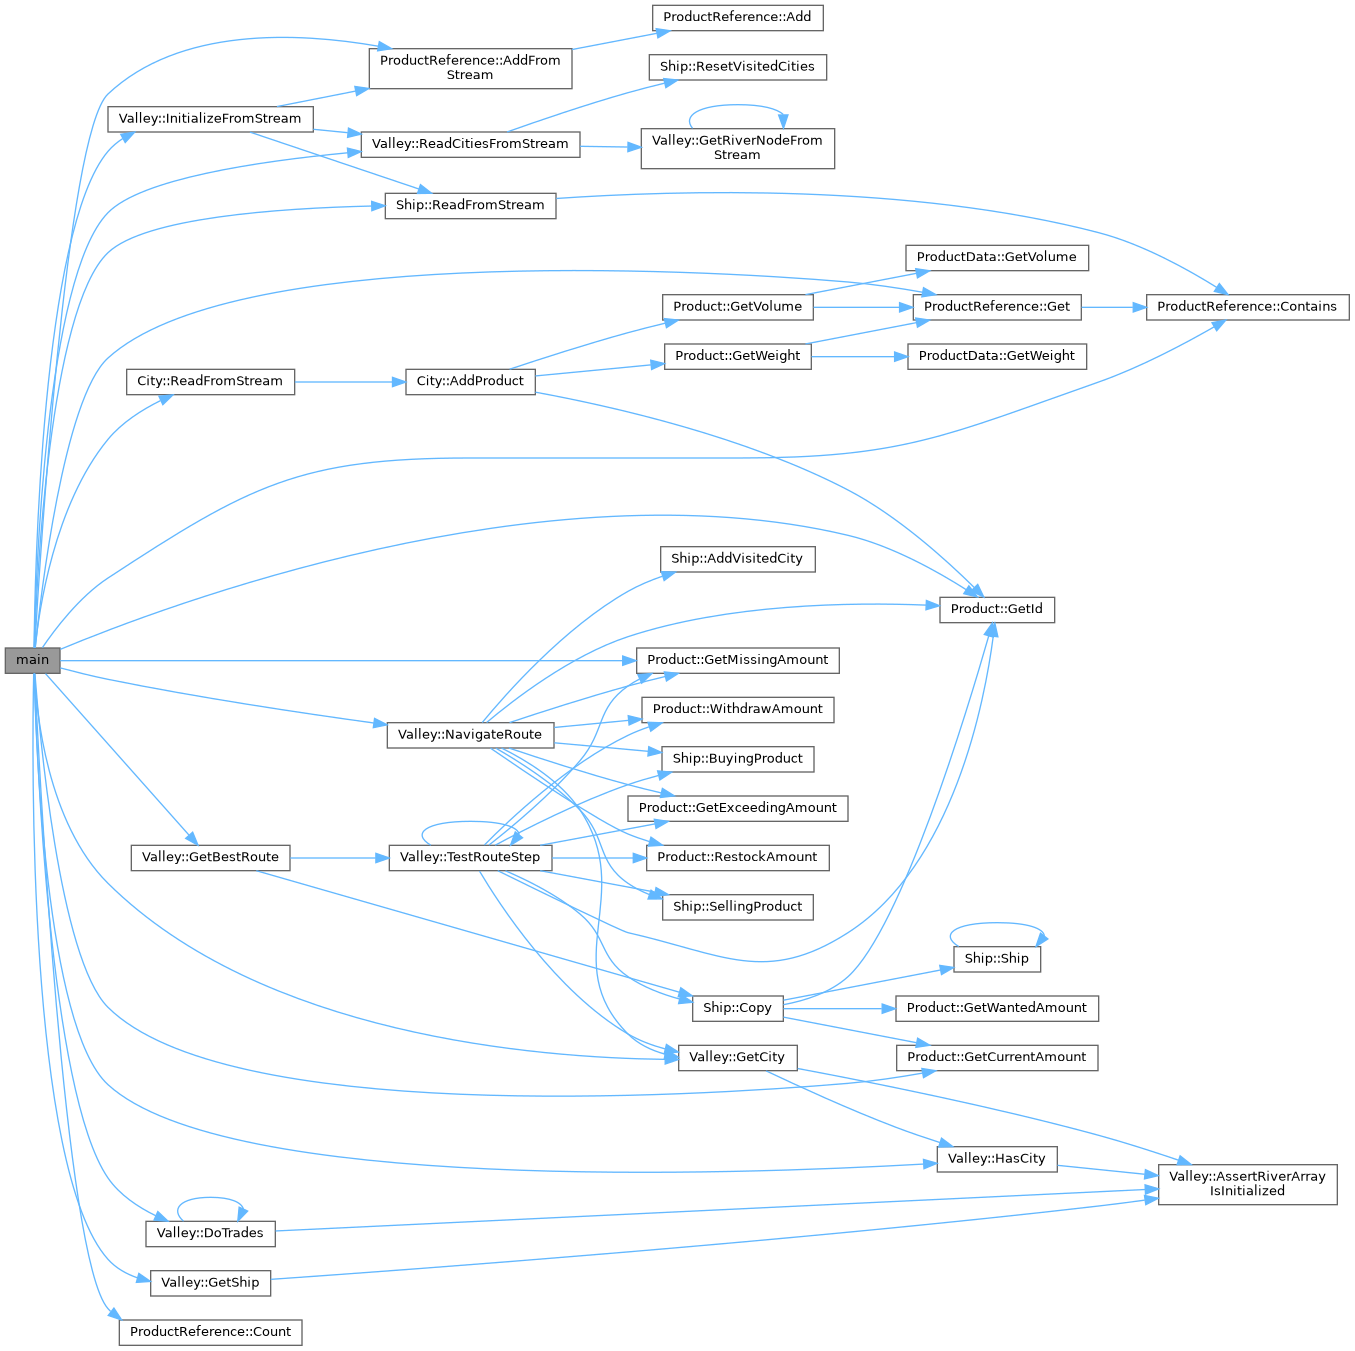 ProductReference::Add
ProductReference::AddFrom
Stream
Ship::ResetVisitedCities
Valley::InitializeFromStream
Valley::ReadCitiesFromStream
Valley::GetRiverNodeFrom
Stream
Ship::ReadFromStream
ProductData::GetVolume
Product::GetVolume
ProductReference::Get
ProductReference::Contains
Product::GetWeight
ProductData::GetWeight
City::ReadFromStream
City::AddProduct
Ship::AddVisitedCity
Product::GetId
main
Product::GetMissingAmount
Product::WithdrawAmount
Valley::NavigateRoute
Ship::BuyingProduct
Product::GetExceedingAmount
Valley::GetBestRoute
Valley::TestRouteStep
Product::RestockAmount
Ship::SellingProduct
Ship::Ship
Ship::Copy
Product::GetWantedAmount
Valley::GetCity
Product::GetCurrentAmount
Valley::HasCity
Valley::AssertRiverArray
IsInitialized
Valley::DoTrades
Valley::GetShip
ProductReference::Count